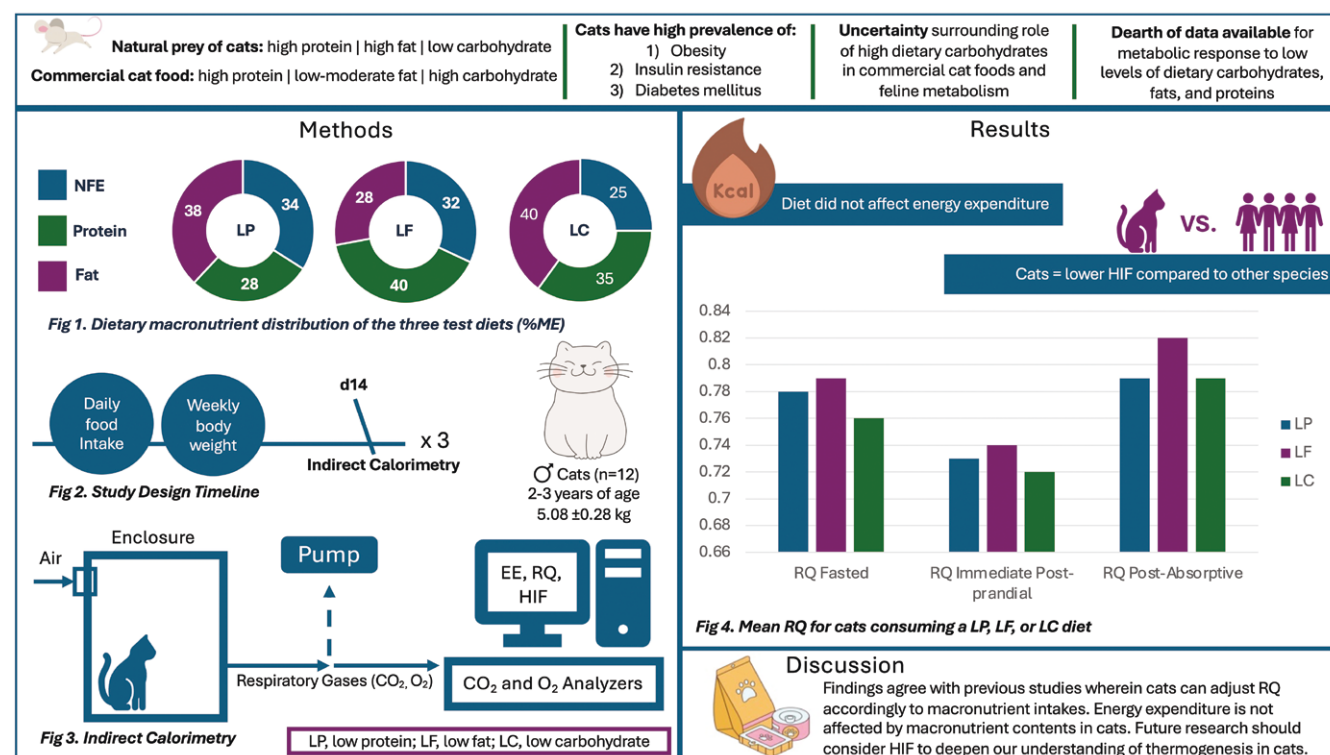 Natural prey of cats: high protein | high fat | low carbohydrate
Commercial cat food: high protein | low-moderate fat | high carbohydrate
Cats have high prevalence of:
1) Obesity
2) Insulin resistance
3) Diabetes mellitus
Uncertainty surrounding role
of high dietary carbohydrates
in commercial cat foods and
feline metabolism
Dearth of data available for
metabolic response to low
levels of dietary carbohydrates,
fats, and proteins
Methods
NFE
Protein
Fat
38
34
LP
28
28
32
LF
40
25
40
LC
35
Fig 1. Dietary macronutrient distribution of the three test diets (%ME)
Daily
food
Intake
Weekly
body
weight
d14
x 3
Indirect Calorimetry
Fig 2. Study Design Timeline
♂ Cats (n=12)
2-3 years of age
5.08 ±0.28 kg
Enclosure
Air
Pump
EE, RQ,
HIF
Respiratory Gases (CO₂, O₂)
CO₂ and O₂ Analyzers
Fig 3. Indirect Calorimetry
LP, low protein; LF, low fat; LC, low carbohydrate
Results
Kcal
Diet did not affect energy expenditure
VS.
Cats = lower HIF compared to other species
0.84
0.82
0.8
0.78
0.76
0.74
0.72
0.7
0.68
0.66
RQ Fasted
RQ Immediate Post-
prandial
RQ Post-Absorptive
LP
LF
LC
Fig 4. Mean RQ for cats consuming a LP, LF, or LC diet
Discussion
Findings agree with previous studies wherein cats can adjust RQ
accordingly to macronutrient intakes. Energy expenditure is not
affected by macronutrient contents in cats. Future research should
consider HIF to deepen our understanding of thermogenesis in cats.